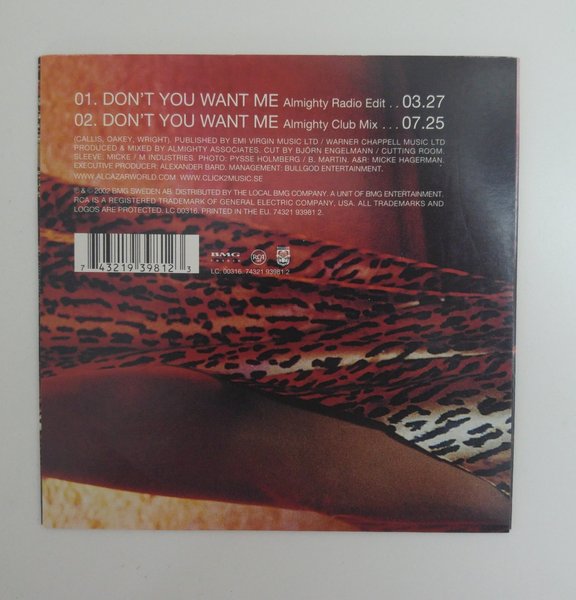 01. DON'T YOU WANT ME Almighty Radio Edit . . 03.27
02. DON'T YOU WANT ME Almighty Club Mix . . . 07.25
(CALLIS, OAKEY, WRIGHT). PUBLISHED BY EMI VIRGIN MUSIC LTD / WARNER CHAPPELL MUSIC LTD
PRODUCED & MIXED BY ALMIGHTY ASSOCIATES. CUT BY BJÖRN ENGELMANN / CUTTING ROOM.
SLEEVE. MICKE / M INDUSTRIES. PHOTO: PYSSE HOLMBERG / B. MARTIN. A&R: MICKE HAGERMAN.
EXECUTIVE PRODUCER: ALEXANDER BARD. MANAGEMENT: BULLGOD ENTERTAINMENT.
WWW.ALCAZARWORLD.COM WWW.CLICK2MUSIC.SE
℗ & © 2002 BMG SWEDEN AB. DISTRIBUTED BY THE LOCAL BMG COMPANY. A UNIT OF BMG ENTERTAINMENT.
RCA IS A REGISTERED TRADEMARK OF GENERAL ELECTRIC COMPANY, USA. ALL TRADEMARKS AND
LOGOS ARE PROTECTED. LC 00316. PRINTED IN THE EU. 74321 93981 2.
BMG RCA
7 43219 39812 3
LC: 00316. 74321 93981 2